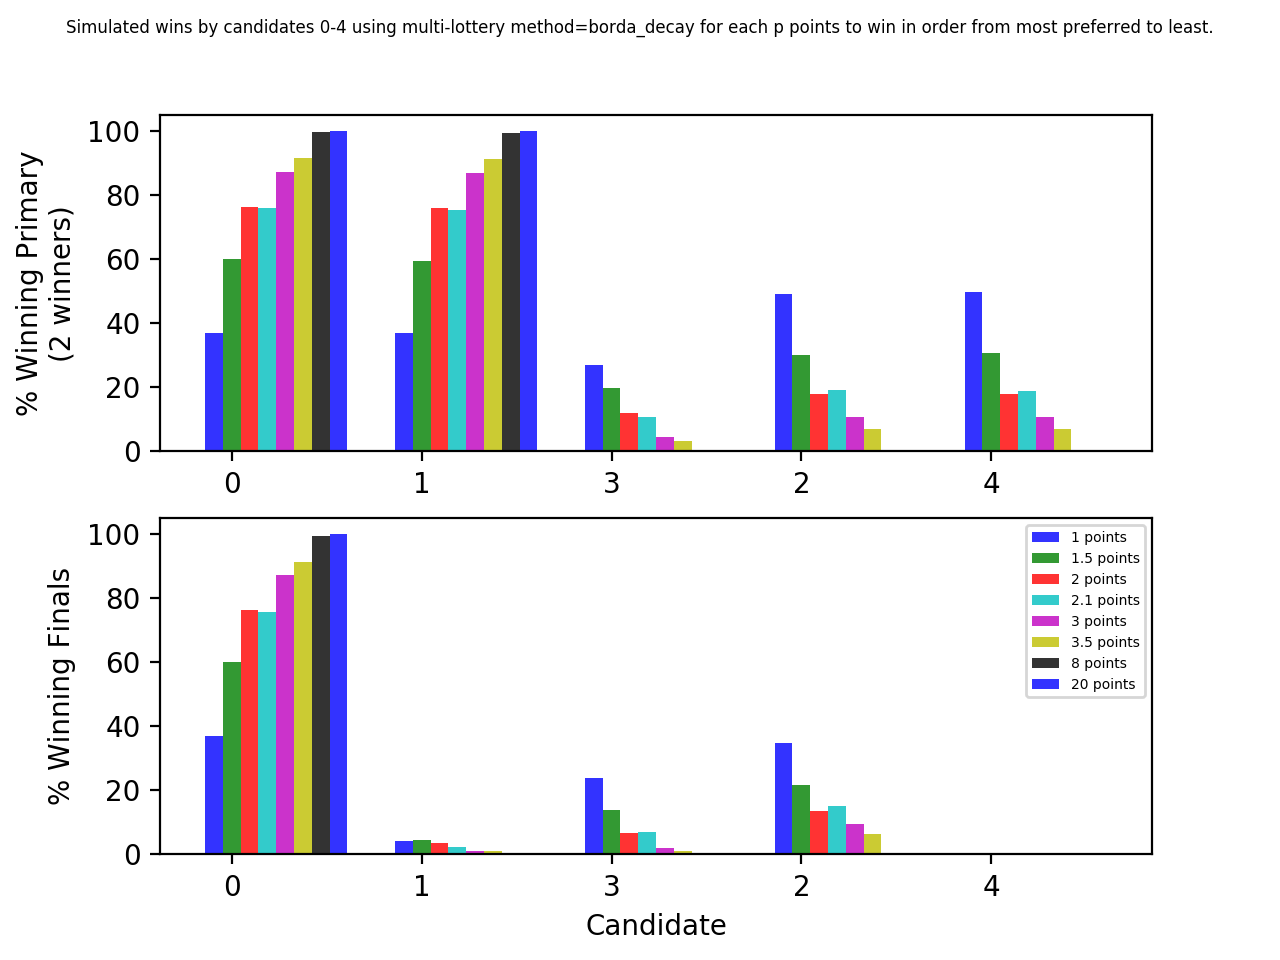 Simulated wins by candidates 0-4 using multi-lottery method=borda_decay for each p points to win in order from most preferred to least.
% Winning Primary
(2 winners)
100
80
60
40
20
0
0 1 3 2 4
% Winning Finals
100
80
60
40
20
0
1 points
1.5 points
2 points
2.1 points
3 points
3.5 points
8 points
20 points
0 1 3 2 4
Candidate